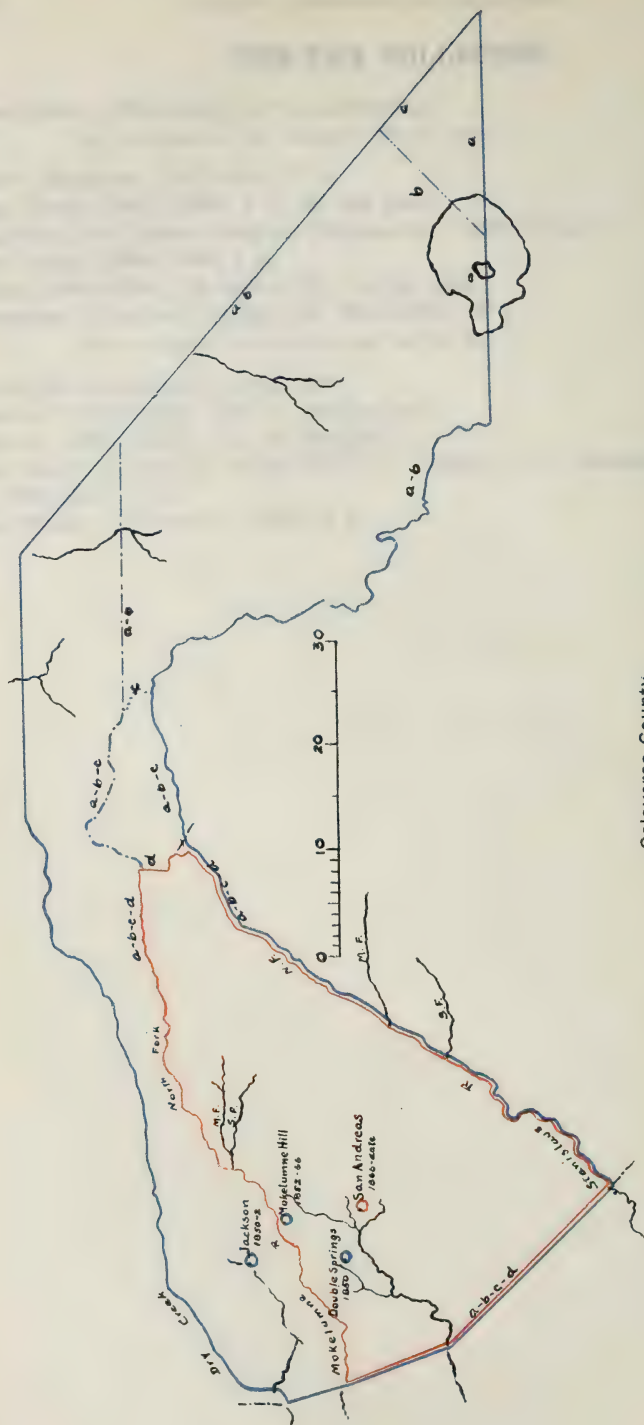 a
c
b
a-b
a-b
a-b
c
a-b-c
a-b-c
d
a-b-c-d
a-b-c-d
0 10 20 30
Dry Creek
North Fork
M.F.
S.F.
N.F.
M.F.
S.F.
R
Jackson
1850-2
Mokelumne Hill
1852-66
Mokelumne R
Double Springs
1850
San Andreas
1866-date
Stanislaus
a-b-c-d
Calaveras County